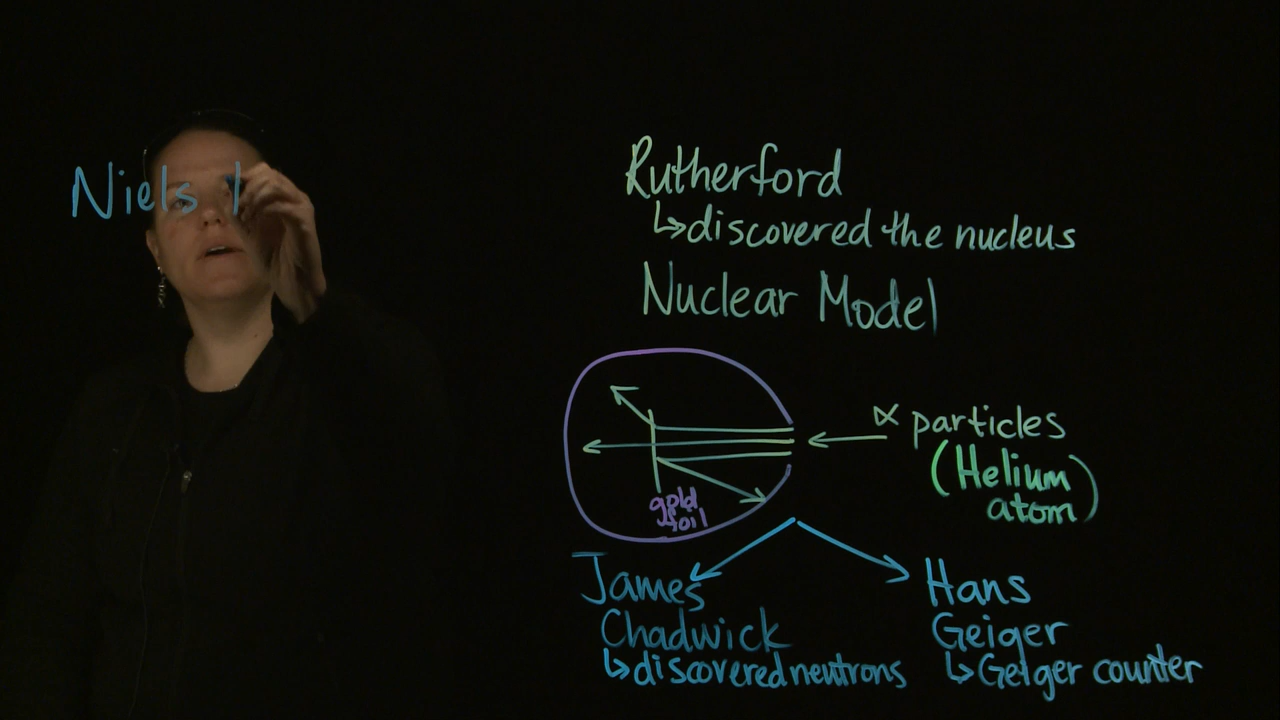 Niels
Rutherford
↳discovered the nucleus
Nuclear Model
∝ particles
(Helium
atom)
gold
foil
James
Chadwick
↳discovered neutrons
Hans
Geiger
↳Geiger counter